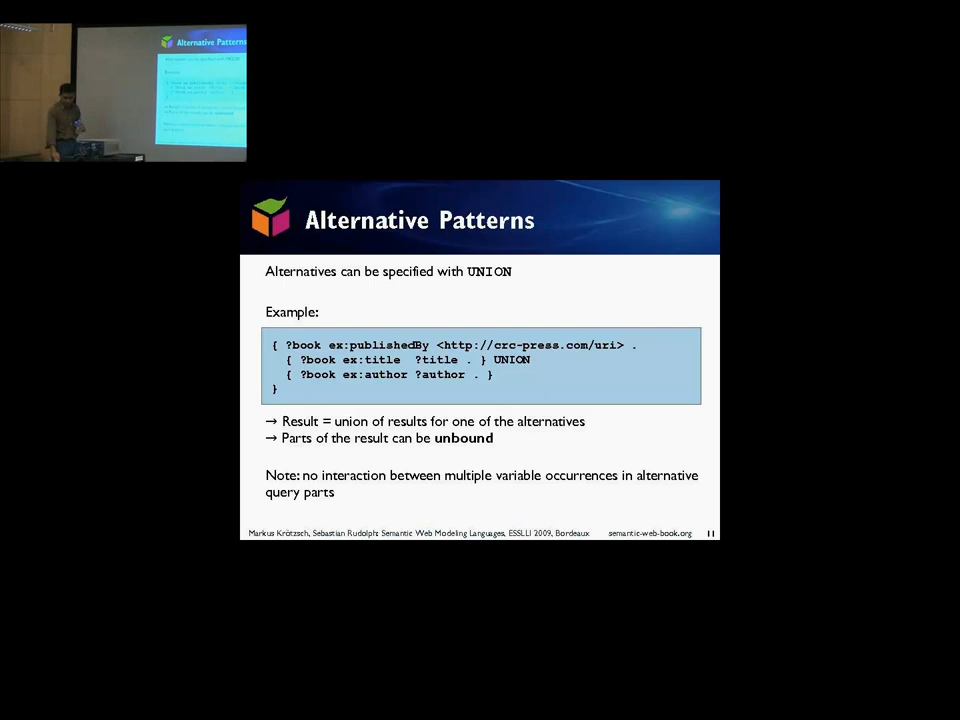 Alternative Patterns
Alternative Patterns
Alternatives can be specified with UNION
Example:
{ ?book ex:publishedBy <http://crc-press.com/uri> .
{ ?book ex:title ?title . } UNION
{ ?book ex:author ?author . }
}
→ Result = union of results for one of the alternatives
→ Parts of the result can be unbound
Note: no interaction between multiple variable occurrences in alternative
query parts
Markus Krötzsch, Sebastian Rudolph: Semantic Web Modeling Languages, ESSLLI 2009, Bordeaux semantic-web-book.org 11